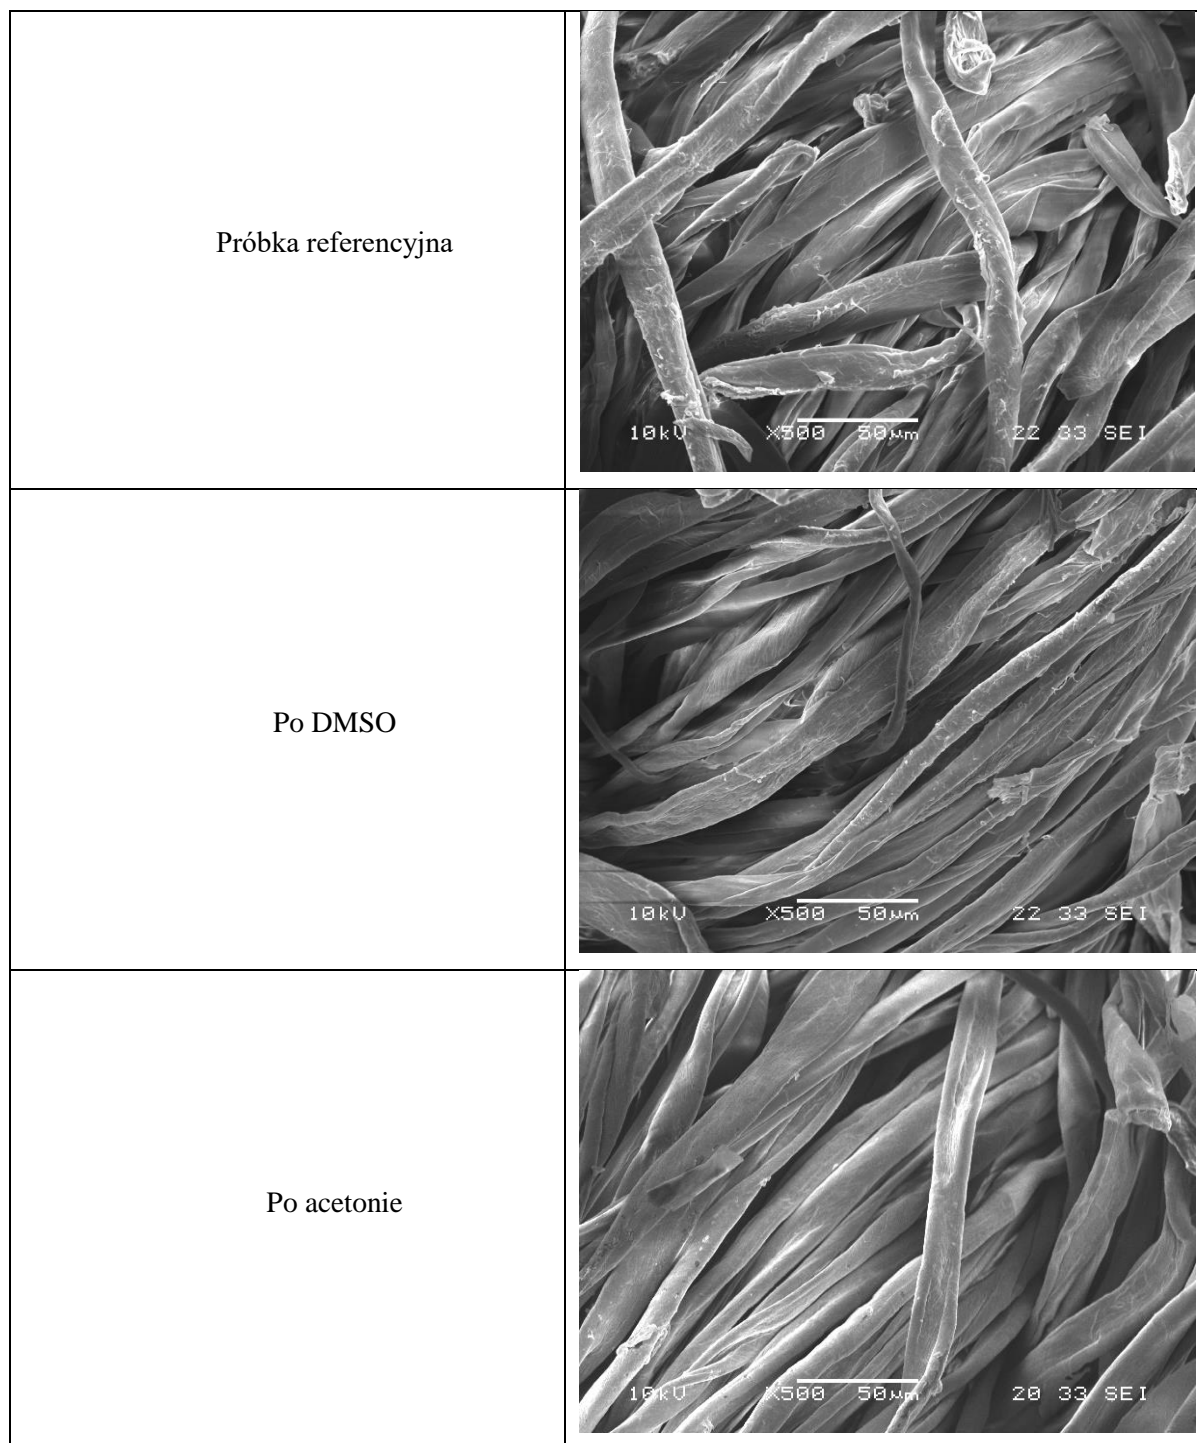 Próbka referencyjna
10kV X500 50µm 22 33 SEI
Po DMSO
10kV X500 50µm 22 33 SEI
Po acetonie
10kV X500 50µm 20 33 SEI